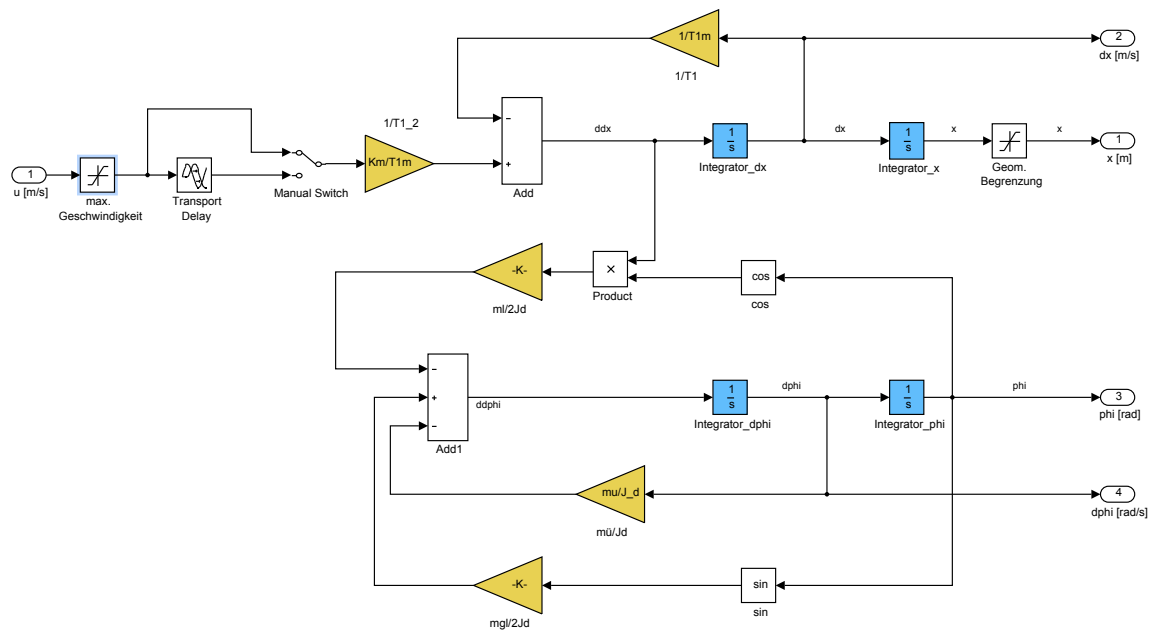 1/T1m
2
dx [m/s]
1/T1
1/T1_2
−
ddx
1
s
dx
1
s
x
x
1
x [m]
Km/T1m
+
Integrator_dx
Integrator_x
Geom.
Begrenzung
1
u [m/s]
max.
Geschwindigkeit
Transport
Delay
Manual Switch
Add
-K-
×
cos
ml/2Jd
Product
cos
−
+
−
ddphi
1
s
dphi
1
s
phi
3
phi [rad]
Integrator_dphi
Integrator_phi
Add1
mu/J_d
4
dphi [rad/s]
mü/Jd
-K-
sin
mgl/2Jd
sin